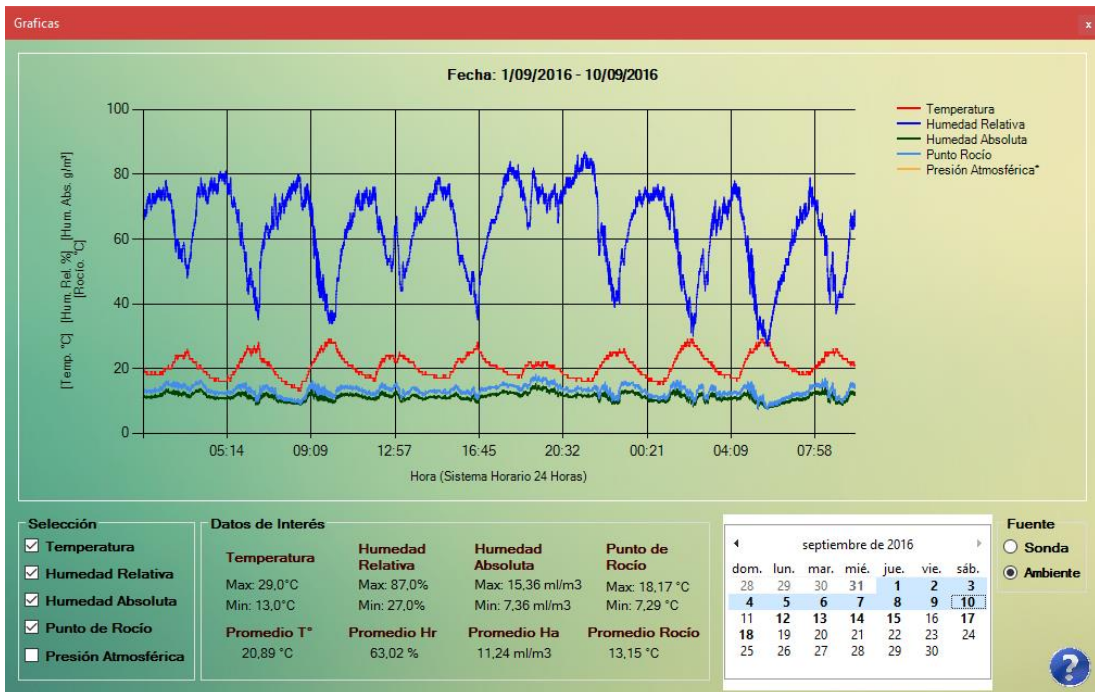 Graficas
x
Fecha: 1/09/2016 - 10/09/2016
100
80
60
40
20
0
[Temp. °C] [Hum. Rel. %] [Hum. Abs. g/m³]
[Rocío. °C]
05:14 09:09 12:57 16:45 20:32 00:21 04:09 07:58
Hora (Sistema Horario 24 Horas)
Temperatura
Humedad Relativa
Humedad Absoluta
Punto Rocío
Presión Atmosférica*
Selección
Temperatura
Humedad Relativa
Humedad Absoluta
Punto de Rocío
Presión Atmosférica
Datos de Interés
Temperatura
Max: 29,0°C
Min: 13,0°C
Promedio T°
20,89 °C
Humedad
Relativa
Max: 87,0%
Min: 27,0%
Promedio Hr
63,02 %
Humedad
Absoluta
Max: 15,36 ml/m3
Min: 7,36 ml/m3
Promedio Ha
11,24 ml/m3
Punto de
Rocío
Max: 18,17 °C
Min: 7,29 °C
Promedio Rocío
13,15 °C
septiembre de 2016
dom. lun. mar. mié. jue. vie. sáb.
28 29 30 31 1 2 3
4 5 6 7 8 9 10
11 12 13 14 15 16 17
18 19 20 21 22 23 24
25 26 27 28 29 30
Fuente
Sonda
Ambiente
?